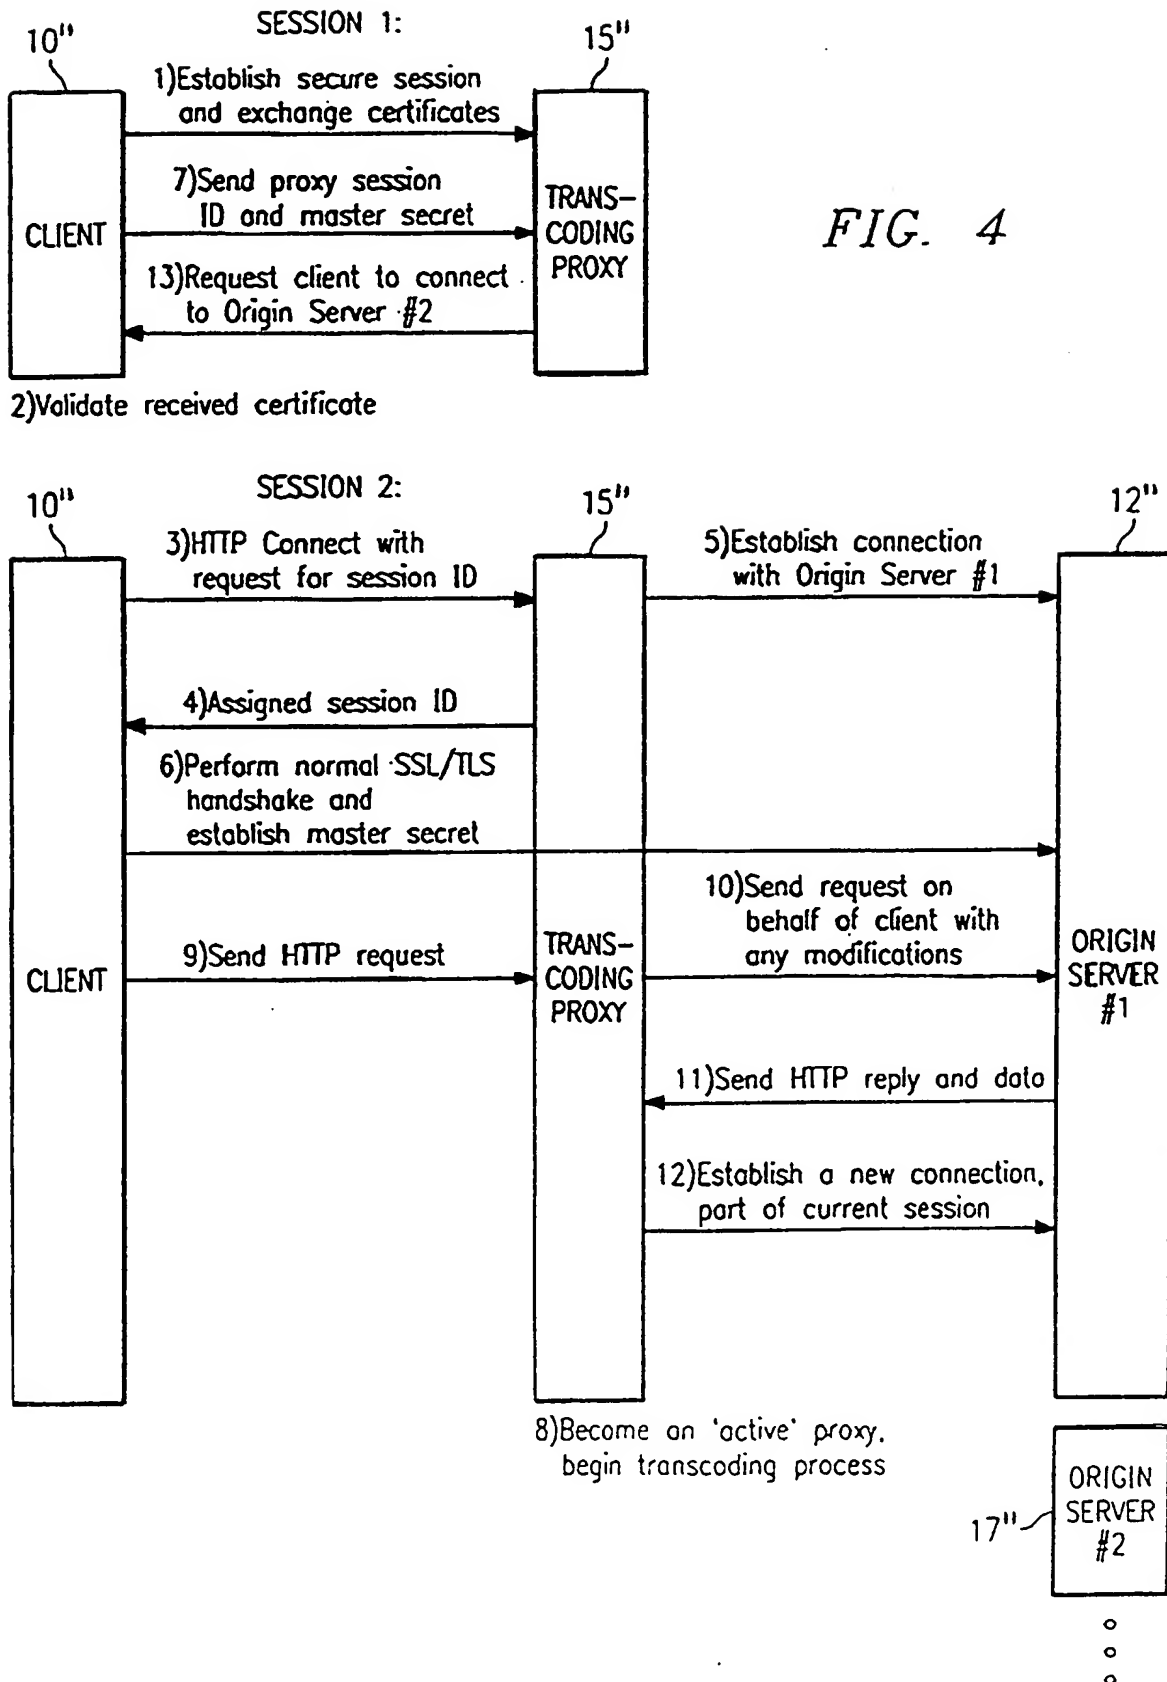 SESSION 1:
10"
15"
1)Establish secure session
and exchange certificates
7)Send proxy session
ID and master secret
13)Request client to connect
to Origin Server #2
CLIENT
TRANS-
CODING
PROXY
FIG. 4
2)Validate received certificate
SESSION 2:
10"
15"
12"
3)HTTP Connect with
request for session ID
5)Establish connection
with Origin Server #1
4)Assigned session ID
6)Perform normal SSL/TLS
handshake and
establish master secret
10)Send request on
behalf of client with
any modifications
9)Send HTTP request
CLIENT
TRANS-
CODING
PROXY
ORIGIN
SERVER
#1
11)Send HTTP reply and data
12)Establish a new connection,
part of current session
8)Become an 'active' proxy,
begin transcoding process
ORIGIN
SERVER
#2
17"